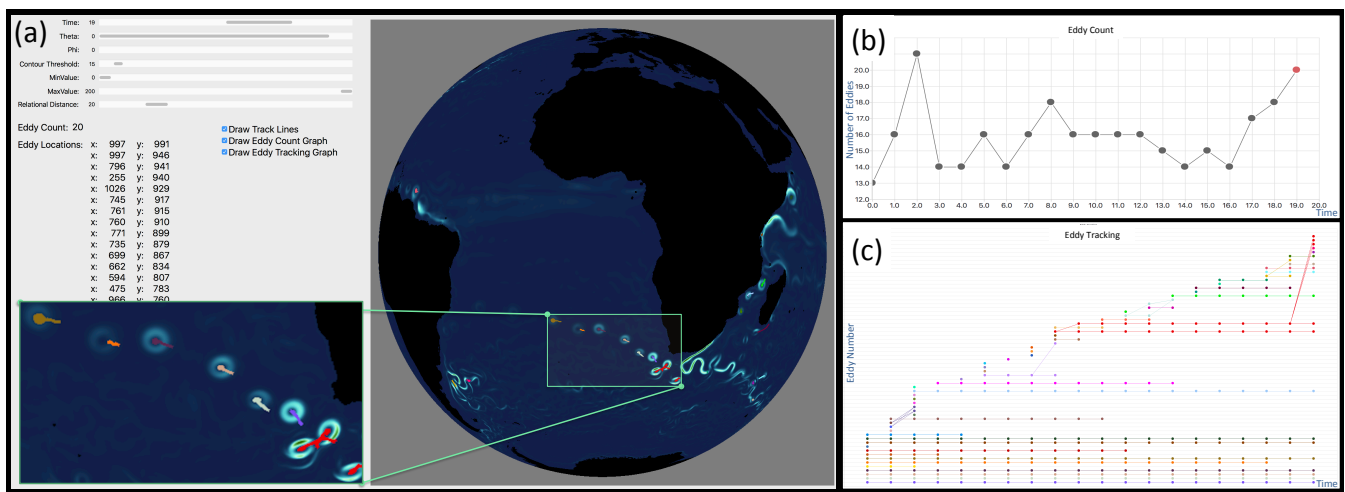 (a)
Time: 19
Theta: 0
Phi: 0
Contour Threshold: 15
MinValue: 0
MaxValue: 200
Relational Distance: 20
Eddy Count: 20
Draw Track Lines
Draw Eddy Count Graph
Draw Eddy Tracking Graph
Eddy Locations: x: 997 y: 991
x: 997 y: 946
x: 796 y: 941
x: 255 y: 940
x: 1026 y: 929
x: 745 y: 917
x: 761 y: 915
x: 760 y: 910
x: 771 y: 899
x: 735 y: 879
x: 699 y: 867
x: 662 y: 834
x: 594 y: 807
x: 475 y: 783
x: 966 y: 760
(b)
Eddy Count
Number of Eddies
20.0
19.0
18.0
17.0
16.0
15.0
14.0
13.0
12.0
0.0 1.0 2.0 3.0 4.0 5.0 6.0 7.0 8.0 9.0 10.0 11.0 12.0 13.0 14.0 15.0 16.0 17.0 18.0 19.0 20.0
Time
(c)
Eddy Tracking
Eddy Number
Time